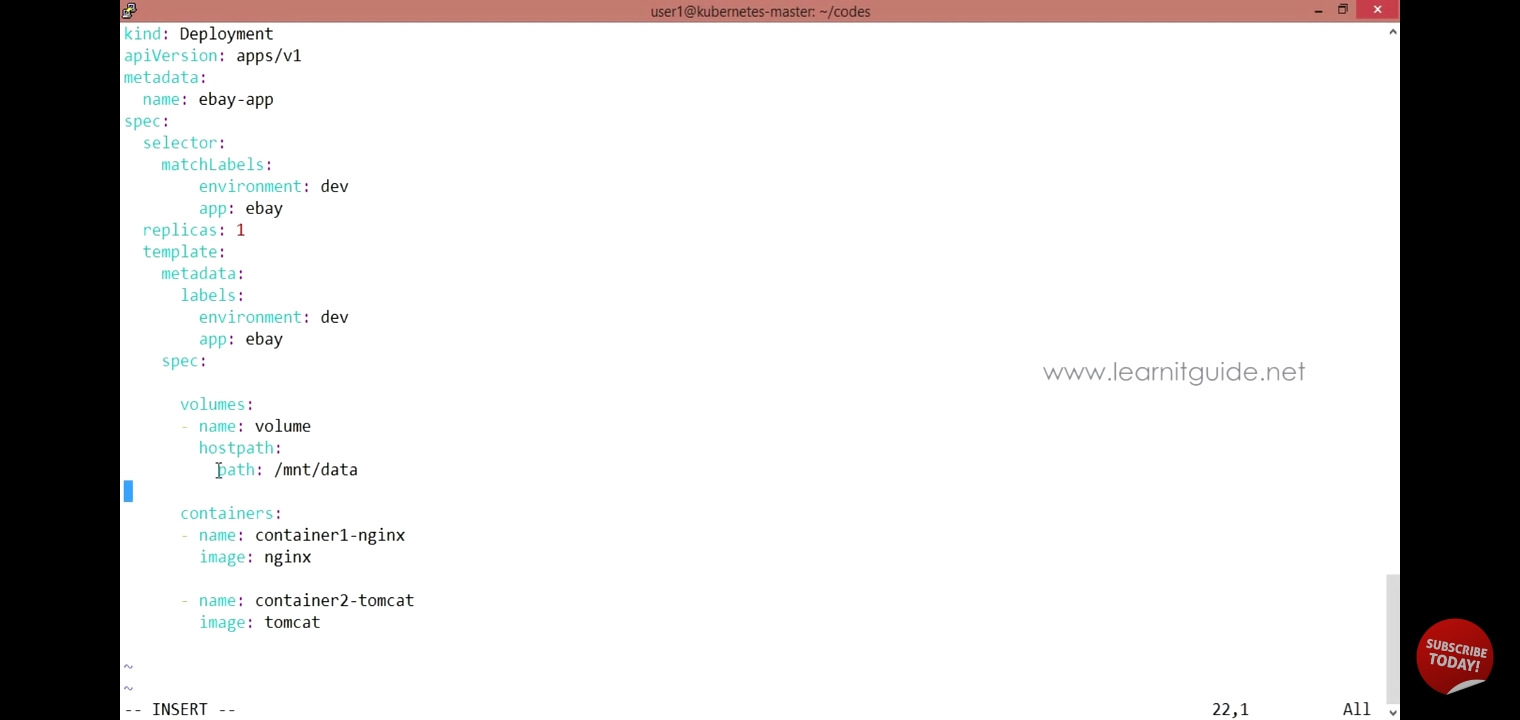 user1@kubernetes-master: ~/codes
kind: Deployment
apiVersion: apps/v1
metadata:
  name: ebay-app
spec:
  selector:
    matchLabels:
        environment: dev
        app: ebay
  replicas: 1
  template:
    metadata:
      labels:
        environment: dev
        app: ebay
    spec:
www.learnitguide.net
      volumes:
      - name: volume
        hostpath:
          path: /mnt/data
      containers:
      - name: container1-nginx
        image: nginx
      - name: container2-tomcat
        image: tomcat
SUBSCRIBE
TODAY!
~
~
-- INSERT -- 22,1 All